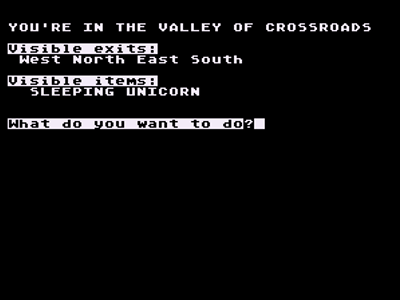 YOU'RE IN THE VALLEY OF CROSSROADS
Visible exits:
West North East South
Visible items:
SLEEPING UNICORN
What do you want to do?